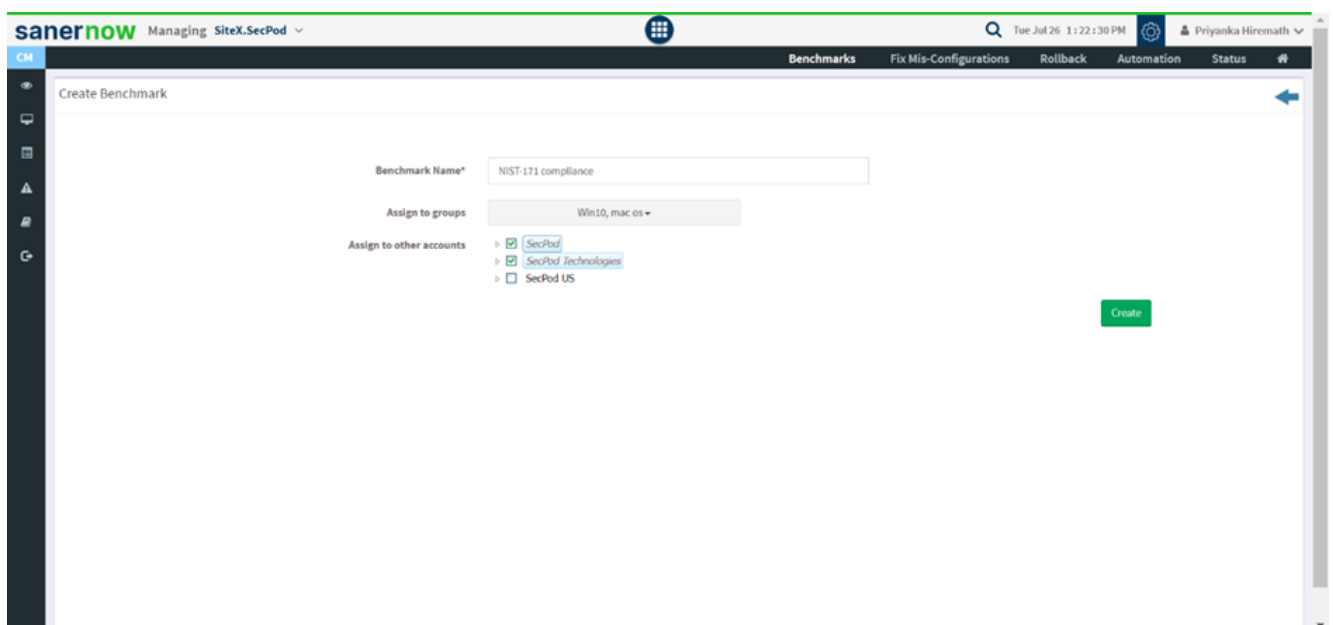 sanernow Managing SiteX.SecPod Tue Jul 26 1:22:30 PM Priyanka Hiremath
CM Benchmarks Fix Mis-Configurations Rollback Automation Status
Create Benchmark
Benchmark Name* NIST-171 compliance
Assign to groups Win10, mac os
Assign to other accounts SecPod
SecPod Technologies
SecPod US
Create